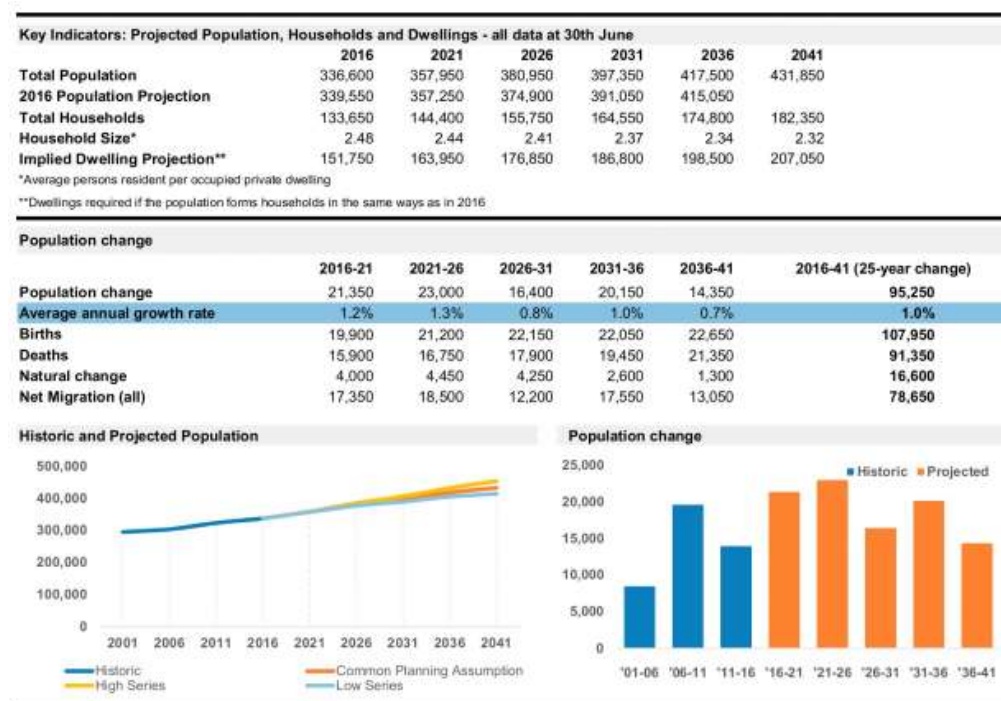 Key Indicators: Projected Population, Households and Dwellings - all data at 30th June
2016 2021 2026 2031 2036 2041
Total Population 336,600 357,950 380,950 397,350 417,500 431,850
2016 Population Projection 339,550 357,250 374,900 391,050 415,050
Total Households 133,650 144,400 155,750 164,550 174,800 182,350
Household Size* 2.48 2.44 2.41 2.37 2.34 2.32
Implied Dwelling Projection** 151,750 163,950 176,850 186,800 198,500 207,050
*Average persons resident per occupied private dwelling
**Dwellings required if the population forms households in the same ways as in 2016
Population change
2016-21 2021-26 2026-31 2031-36 2036-41 2016-41 (25-year change)
Population change 21,350 23,000 16,400 20,150 14,350 95,250
Average annual growth rate 1.2% 1.3% 0.8% 1.0% 0.7% 1.0%
Births 19,900 21,200 22,150 22,050 22,650 107,950
Deaths 15,900 16,750 17,900 19,450 21,350 91,350
Natural change 4,000 4,450 4,250 2,600 1,300 16,600
Net Migration (all) 17,350 18,500 12,200 17,550 13,050 78,650
Historic and Projected Population
500,000
400,000
300,000
200,000
100,000
0
2001 2006 2011 2016 2021 2026 2031 2036 2041
Historic Common Planning Assumption
High Series Low Series
Population change
Historic Projected
25,000
20,000
15,000
10,000
5,000
0
'01-06 '06-11 '11-16 '16-21 '21-26 '26-31 '31-36 '36-41